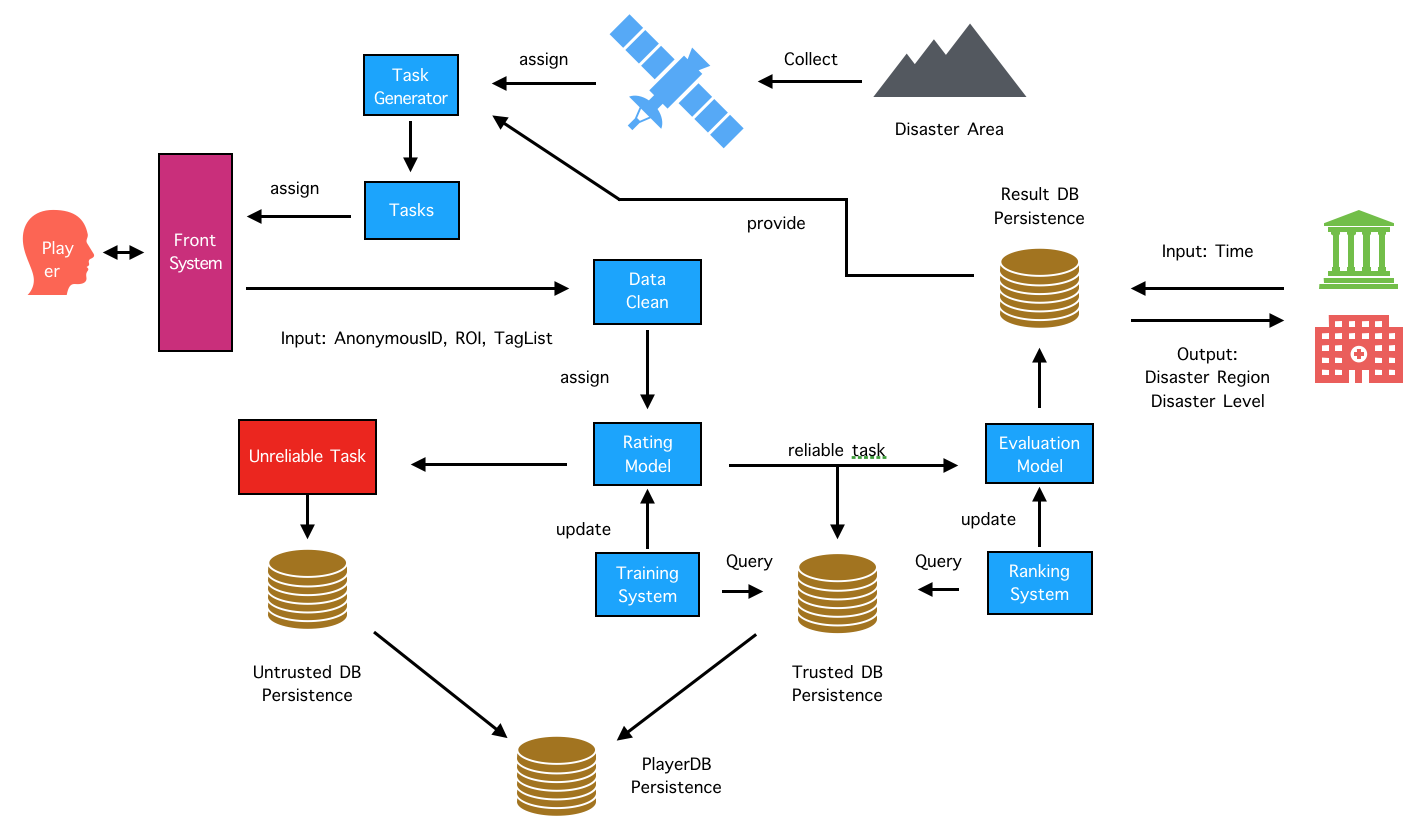 assign
Collect
Task
Generator
Disaster Area
assign
Tasks
Result DB
Persistence
provide
Play
er
Front
System
Input: Time
Data
Clean
Input: AnonymousID, ROI, TagList
Output:
Disaster Region
Disaster Level
assign
Unreliable Task
Rating
Model
reliable task
Evaluation
Model
update
update
Training
System
Query
Query
Ranking
System
Untrusted DB
Persistence
Trusted DB
Persistence
PlayerDB
Persistence